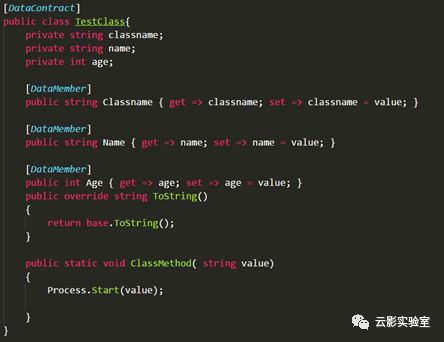 [DataContract]
public class TestClass{
    private string classname;
    private string name;
    private int age;

    [DataMember]
    public string Classname { get => classname; set => classname = value; }

    [DataMember]
    public string Name { get => name; set => name = value; }

    [DataMember]
    public int Age { get => age; set => age = value; }
    public override string ToString()
    {
        return base.ToString();
    }

    public static void ClassMethod( string value)
    {
        Process.Start(value);

    }
}
云影实验室